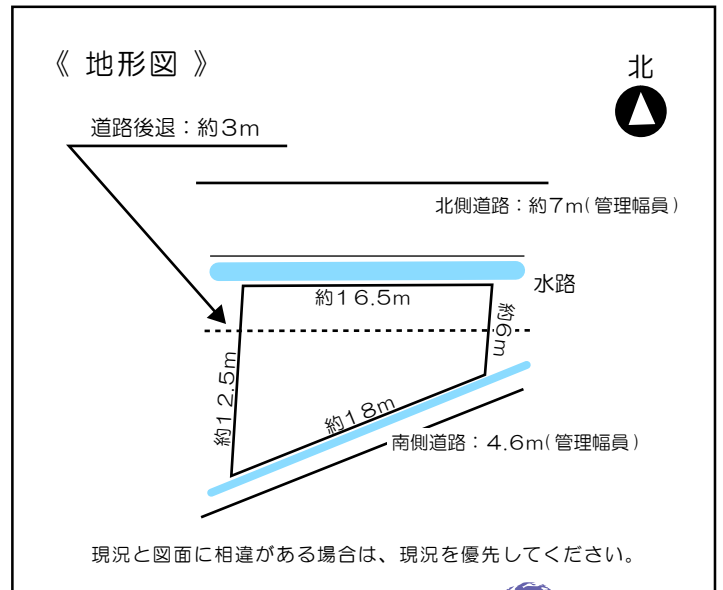 《 地形図 》
北
道路後退：約3m
北側道路：約7m(管理幅員)
水路
約16.5m
約6m
約12.5m
約18m
南側道路：4.6m(管理幅員)
現況と図面に相違がある場合は、現況を優先してください。